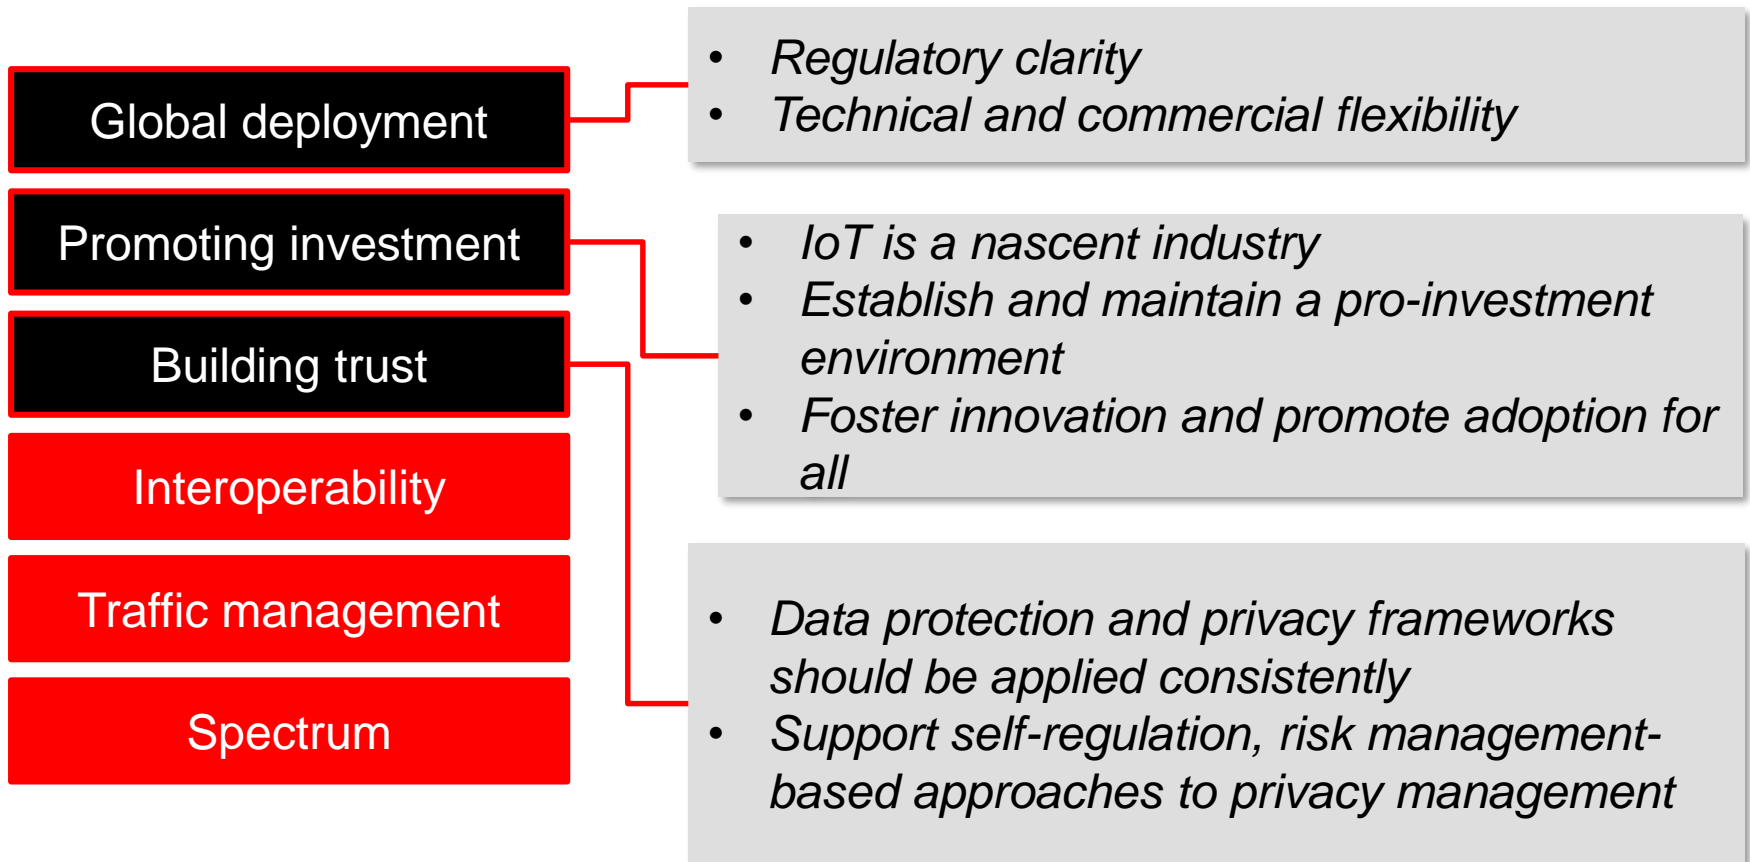 Global deployment
Promoting investment
Building trust
Interoperability
Traffic management
Spectrum
• Regulatory clarity
• Technical and commercial flexibility
• IoT is a nascent industry
• Establish and maintain a pro-investment
environment
• Foster innovation and promote adoption for
all
• Data protection and privacy frameworks
should be applied consistently
• Support self-regulation, risk management-
based approaches to privacy management